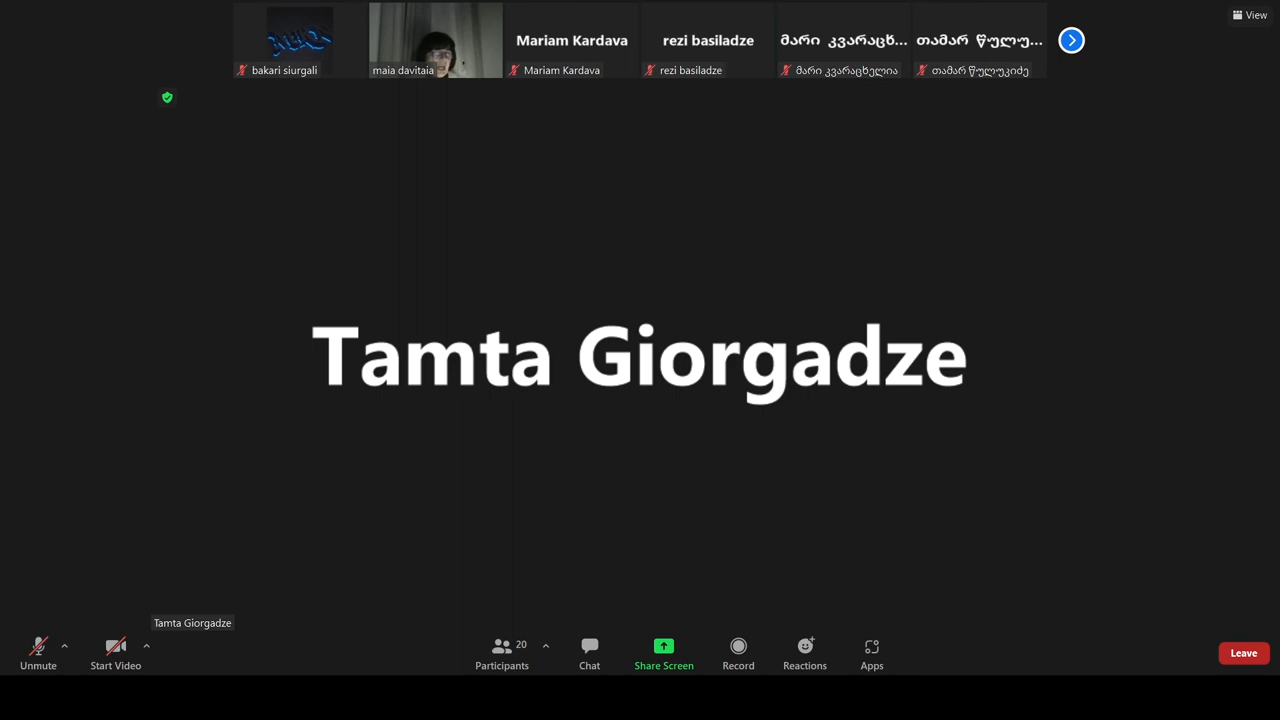 View
Mariam Kardava
rezi basiladze
მარი კვარაცხ...
თამარ წულუ...
bakari siurgali
maia davitaia
Mariam Kardava
rezi basiladze
მარი კვარაცხელია
თამარ წულუკიძე
Tamta Giorgadze
Tamta Giorgadze
20
Unmute
Start Video
Participants
Chat
Share Screen
Record
Reactions
Apps
Leave